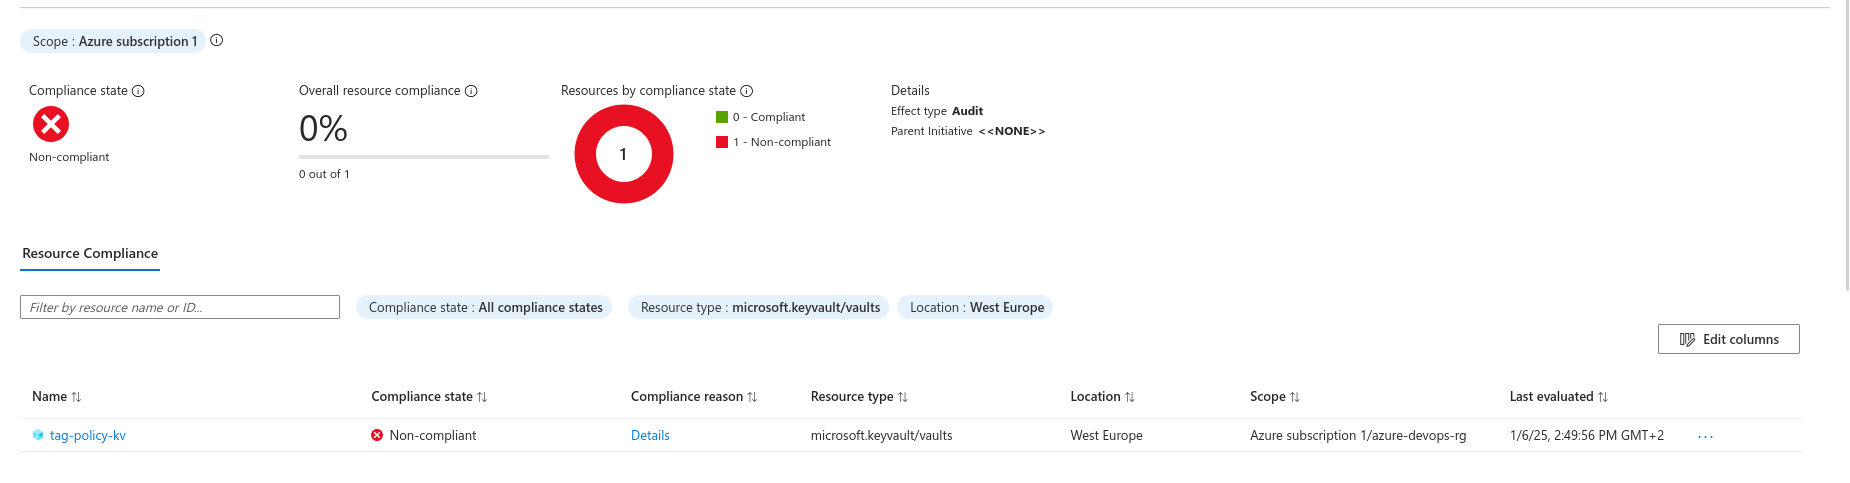 Scope : Azure subscription 1
Compliance state
Non-compliant
Overall resource compliance
0%
0 out of 1
Resources by compliance state
1
0 - Compliant
1 - Non-compliant
Details
Effect type Audit
Parent Initiative <<NONE>>
Resource Compliance
Filter by resource name or ID...
Compliance state : All compliance states
Resource type : microsoft.keyvault/vaults
Location : West Europe
Edit columns
Name Compliance state Compliance reason Resource type Location Scope Last evaluated
tag-policy-kv Non-compliant Details microsoft.keyvault/vaults West Europe Azure subscription 1/azure-devops-rg 1/6/25, 2:49:56 PM GMT+2 ...